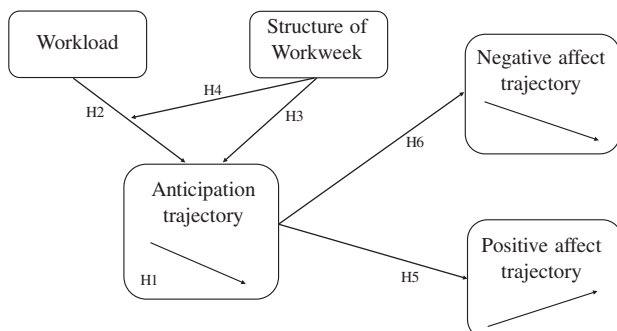 Workload
Structure of
Workweek
H4
H2
H3
Negative affect
trajectory
H6
Anticipation
trajectory
H1
H5
Positive affect
trajectory